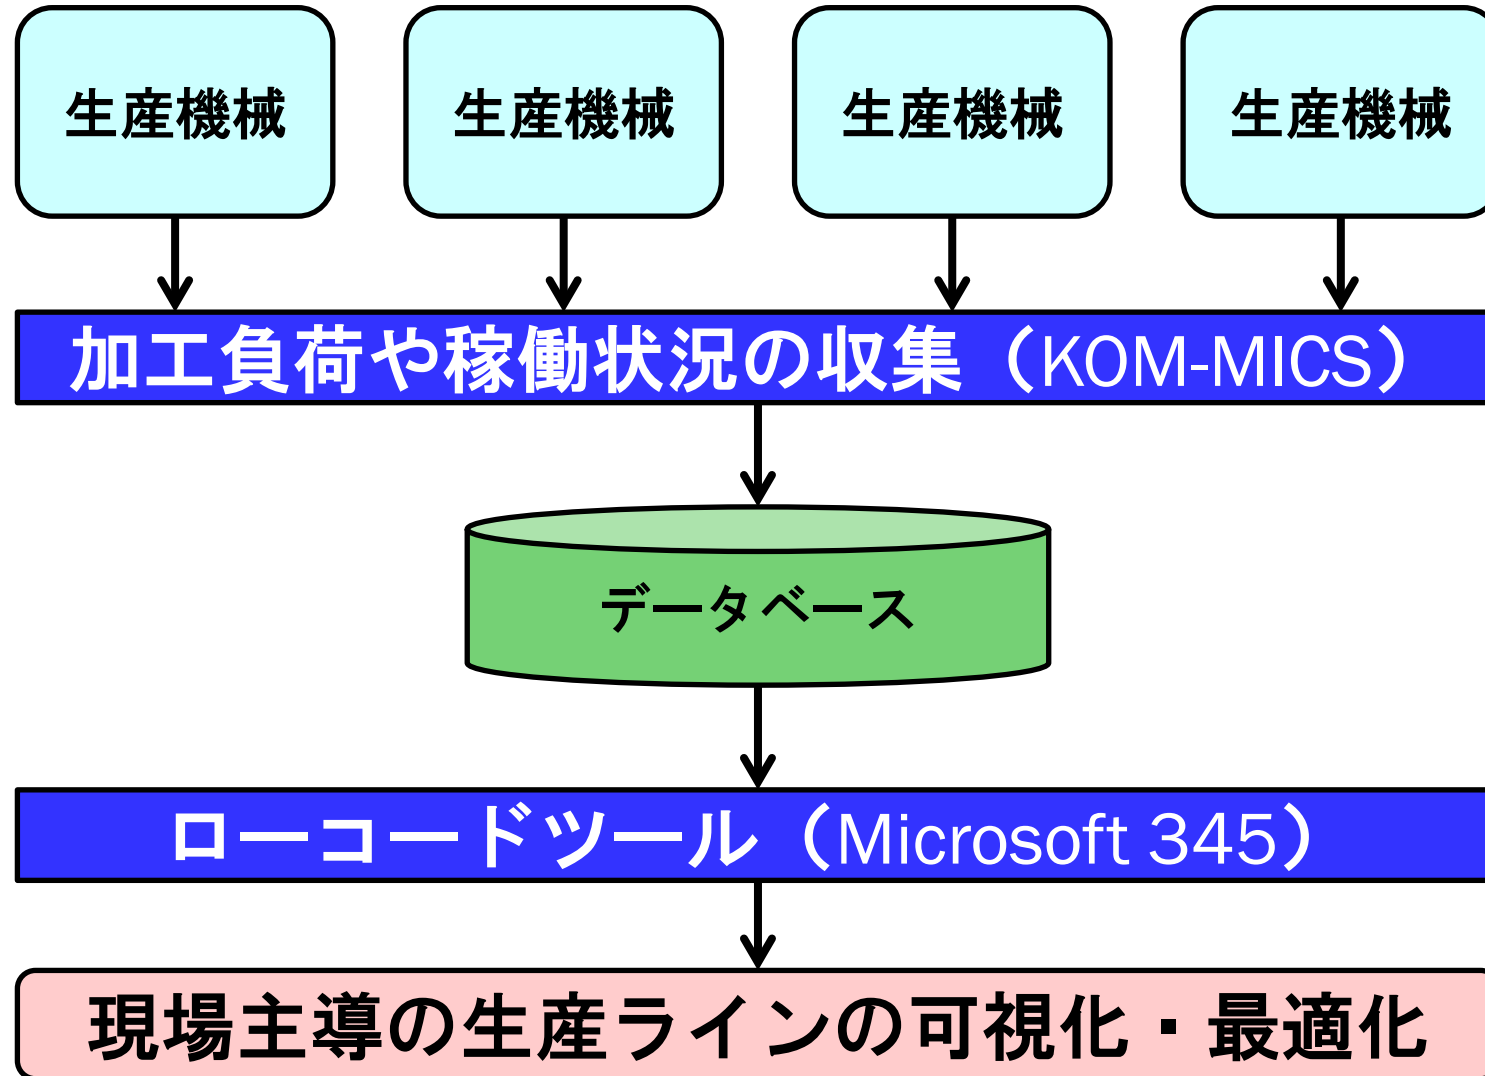 生産機械
生産機械
生産機械
生産機械
加工負荷や稼働状況の収集（KOM-MICS）
データベース
ローコードツール（Microsoft 345）
現場主導の生産ラインの可視化・最適化